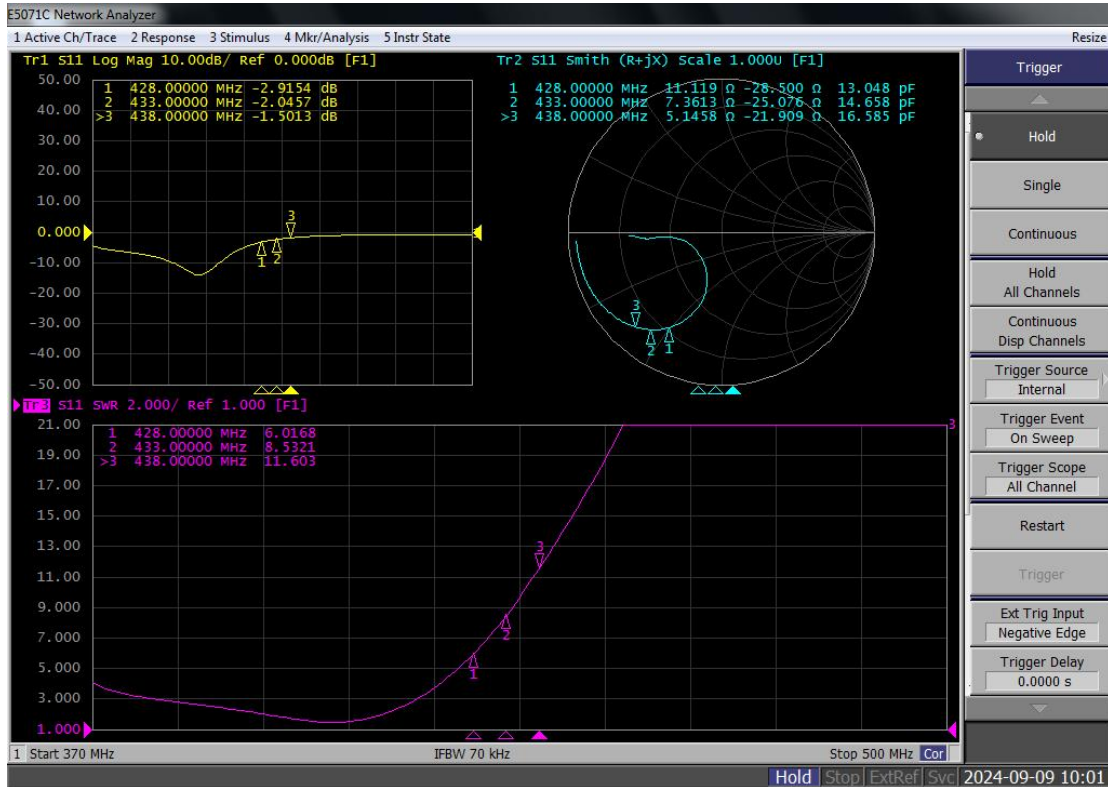 E5071C Network Analyzer
1 Active Ch/Trace 2 Response 3 Stimulus 4 Mkr/Analysis 5 Instr State
Resize
Tr1 S11 Log Mag 10.00dB/ Ref 0.000dB [F1]
50.00
40.00
30.00
20.00
10.00
0.000
-10.00
-20.00
-30.00
-40.00
-50.00
1 428.00000 MHz -2.9154 dB
2 433.00000 MHz -2.0457 dB
>3 438.00000 MHz -1.5013 dB
3
1
2
Tr2 S11 Smith (R+jX) Scale 1.000U [F1]
1 428.00000 MHz 11.119 Ω -28.500 Ω 13.048 pF
2 433.00000 MHz 7.3613 Ω -25.076 Ω 14.658 pF
>3 438.00000 MHz 5.1458 Ω -21.909 Ω 16.585 pF
3
2
1
Tr3 S11 SWR 2.000/ Ref 1.000 [F1]
21.00
19.00
17.00
15.00
13.00
11.00
9.000
7.000
5.000
3.000
1.000
1 428.00000 MHz 6.0168
2 433.00000 MHz 8.5321
>3 438.00000 MHz 11.603
3
3
2
1
1 Start 370 MHz
IFBW 70 kHz
Stop 500 MHz Cor
Trigger
Hold
Single
Continuous
Hold
All Channels
Continuous
Disp Channels
Trigger Source
Internal
Trigger Event
On Sweep
Trigger Scope
All Channel
Restart
Trigger
Ext Trig Input
Negative Edge
Trigger Delay
0.0000 s
Hold Stop ExtRef Svc 2024-09-09 10:01